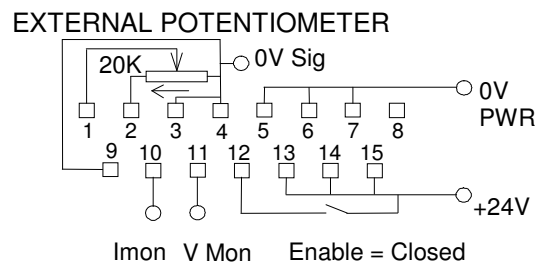 EXTERNAL POTENTIOMETER
20K
0V Sig
0V
PWR
1 2 3 4 5 6 7 8
9 10 11 12 13 14 15
+24V
Imon V Mon Enable = Closed